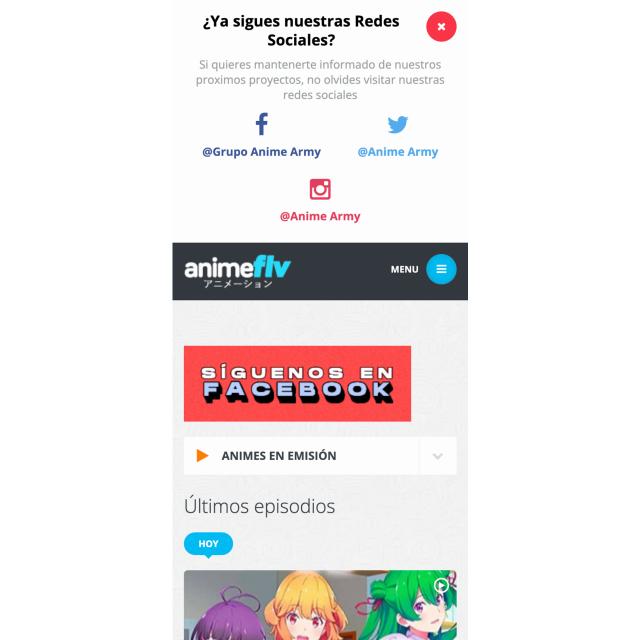 ¿Ya sigues nuestras Redes
Sociales?
Si quieres mantenerte informado de nuestros
proximos proyectos, no olvides visitar nuestras
redes sociales
@Grupo Anime Army
@Anime Army
@Anime Army
animeflv
アニメーション
MENU
SÍGUENOS EN
FACEBOOK
ANIMES EN EMISIÓN
Últimos episodios
HOY